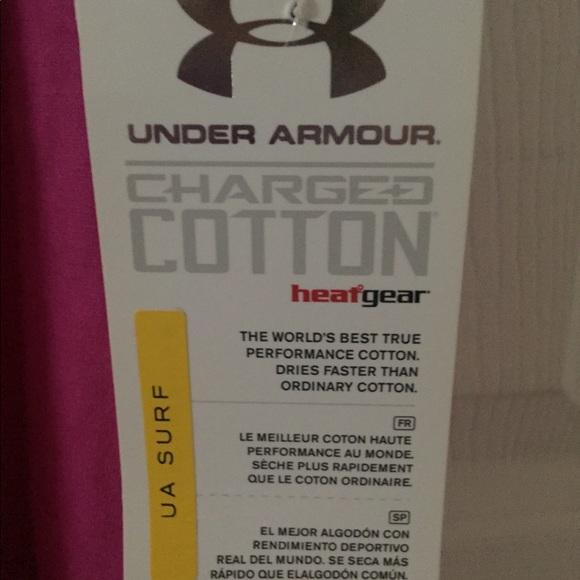 UNDER ARMOUR.
CHARGED
COTTON®
heatgear®
THE WORLD'S BEST TRUE
PERFORMANCE COTTON.
DRIES FASTER THAN
ORDINARY COTTON.
FR
LE MEILLEUR COTON HAUTE
PERFORMANCE AU MONDE.
SÈCHE PLUS RAPIDEMENT
QUE LE COTON ORDINAIRE.
SP
EL MEJOR ALGODÓN CON
RENDIMIENTO DEPORTIVO
REAL DEL MUNDO. SE SECA MÁS
RÁPIDO QUE ELALGODÓN COMÚN.
UA SURF